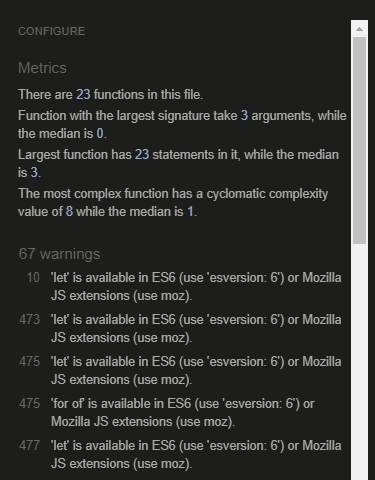 CONFIGURE
Metrics
There are 23 functions in this file.
Function with the largest signature take 3 arguments, while
the median is 0.
Largest function has 23 statements in it, while the median
is 3.
The most complex function has a cyclomatic complexity
value of 8 while the median is 1.
67 warnings
10 'let' is available in ES6 (use 'esversion: 6') or Mozilla
JS extensions (use moz).
473 'let' is available in ES6 (use 'esversion: 6') or Mozilla
JS extensions (use moz).
475 'let' is available in ES6 (use 'esversion: 6') or Mozilla
JS extensions (use moz).
475 'for of' is available in ES6 (use 'esversion: 6') or
Mozilla JS extensions (use moz).
477 'let' is available in ES6 (use 'esversion: 6') or Mozilla
JS extensions (use moz).